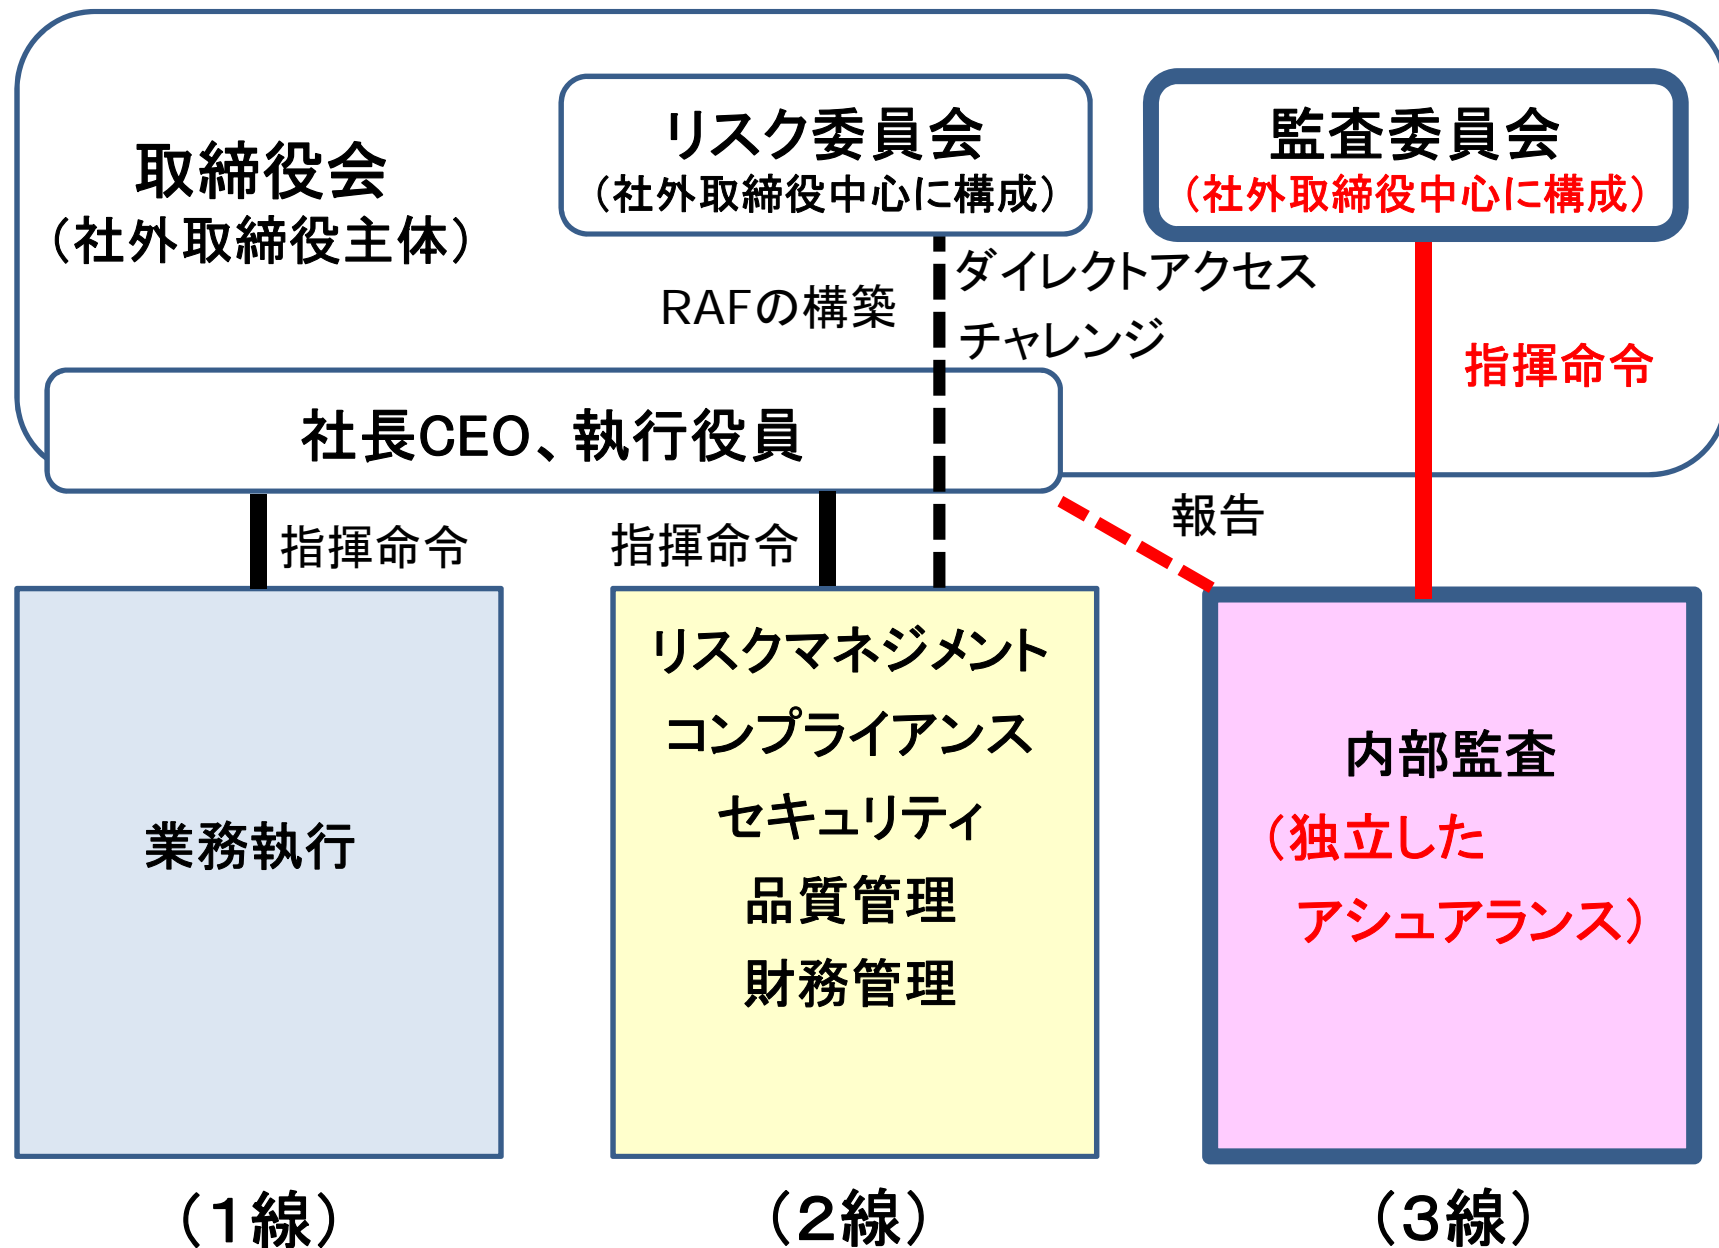 取締役会
（社外取締役主体）
リスク委員会
（社外取締役中心に構成）
監査委員会
（社外取締役中心に構成）
RAFの構築
ダイレクトアクセス
チャレンジ
指揮命令
社長CEO、執行役員
指揮命令
指揮命令
報告
業務執行
リスクマネジメント
コンプライアンス
セキュリティ
品質管理
財務管理
内部監査
（独立した
アシュアランス）
（１線）
（２線）
（３線）